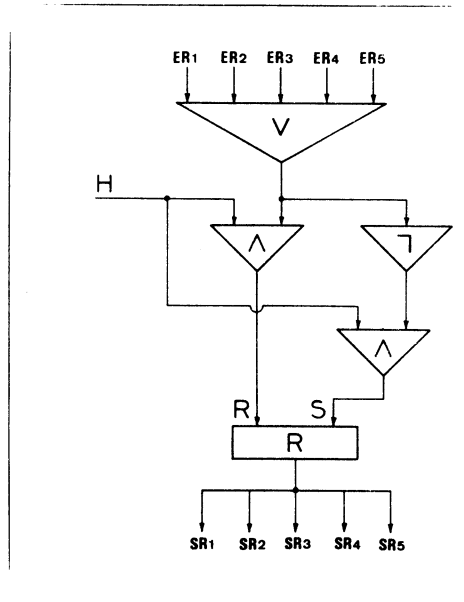 ER1 ER2 ER3 ER4 ER5
V
H
Λ ¬
Λ
R S
R
SR1 SR2 SR3 SR4 SR5